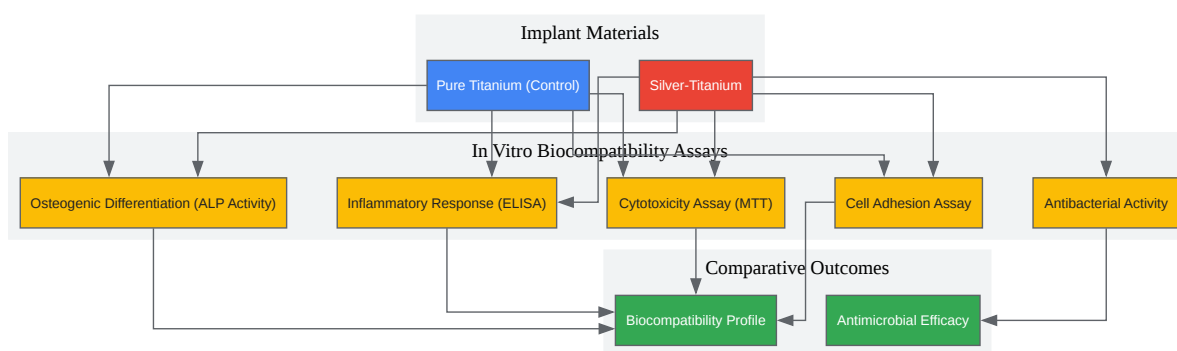 Implant Materials
Pure Titanium (Control)
Silver-Titanium
In Vitro Biocompatibility Assays
Osteogenic Differentiation (ALP Activity)
Inflammatory Response (ELISA)
Cytotoxicity Assay (MTT)
Cell Adhesion Assay
Antibacterial Activity
Comparative Outcomes
Biocompatibility Profile
Antimicrobial Efficacy